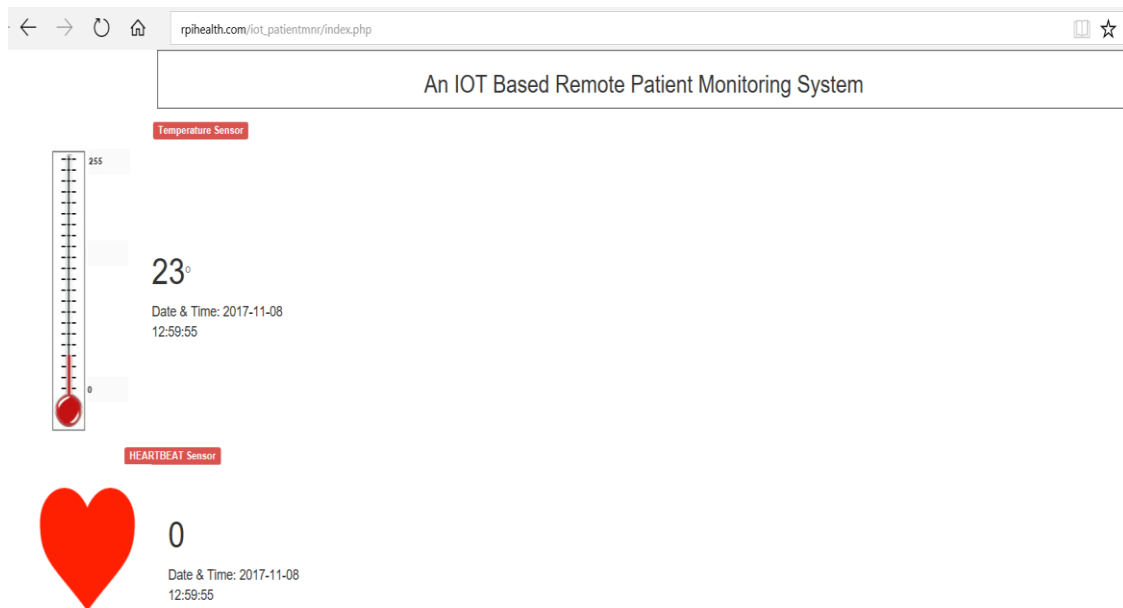 rpihealth.com/iot_patientmnr/index.php
An IOT Based Remote Patient Monitoring System
Temperature Sensor
255
23°
Date & Time: 2017-11-08
12:59:55
0
HEARTBEAT Sensor
0
Date & Time: 2017-11-08
12:59:55